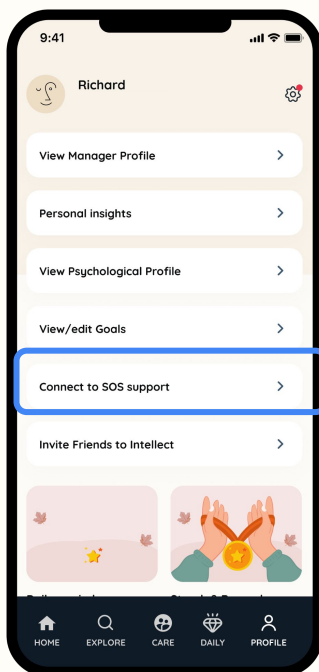 9:41
Richard
View Manager Profile
Personal insights
View Psychological Profile
View/edit Goals
Connect to SOS support
Invite Friends to Intellect
HOME EXPLORE CARE DAILY PROFILE